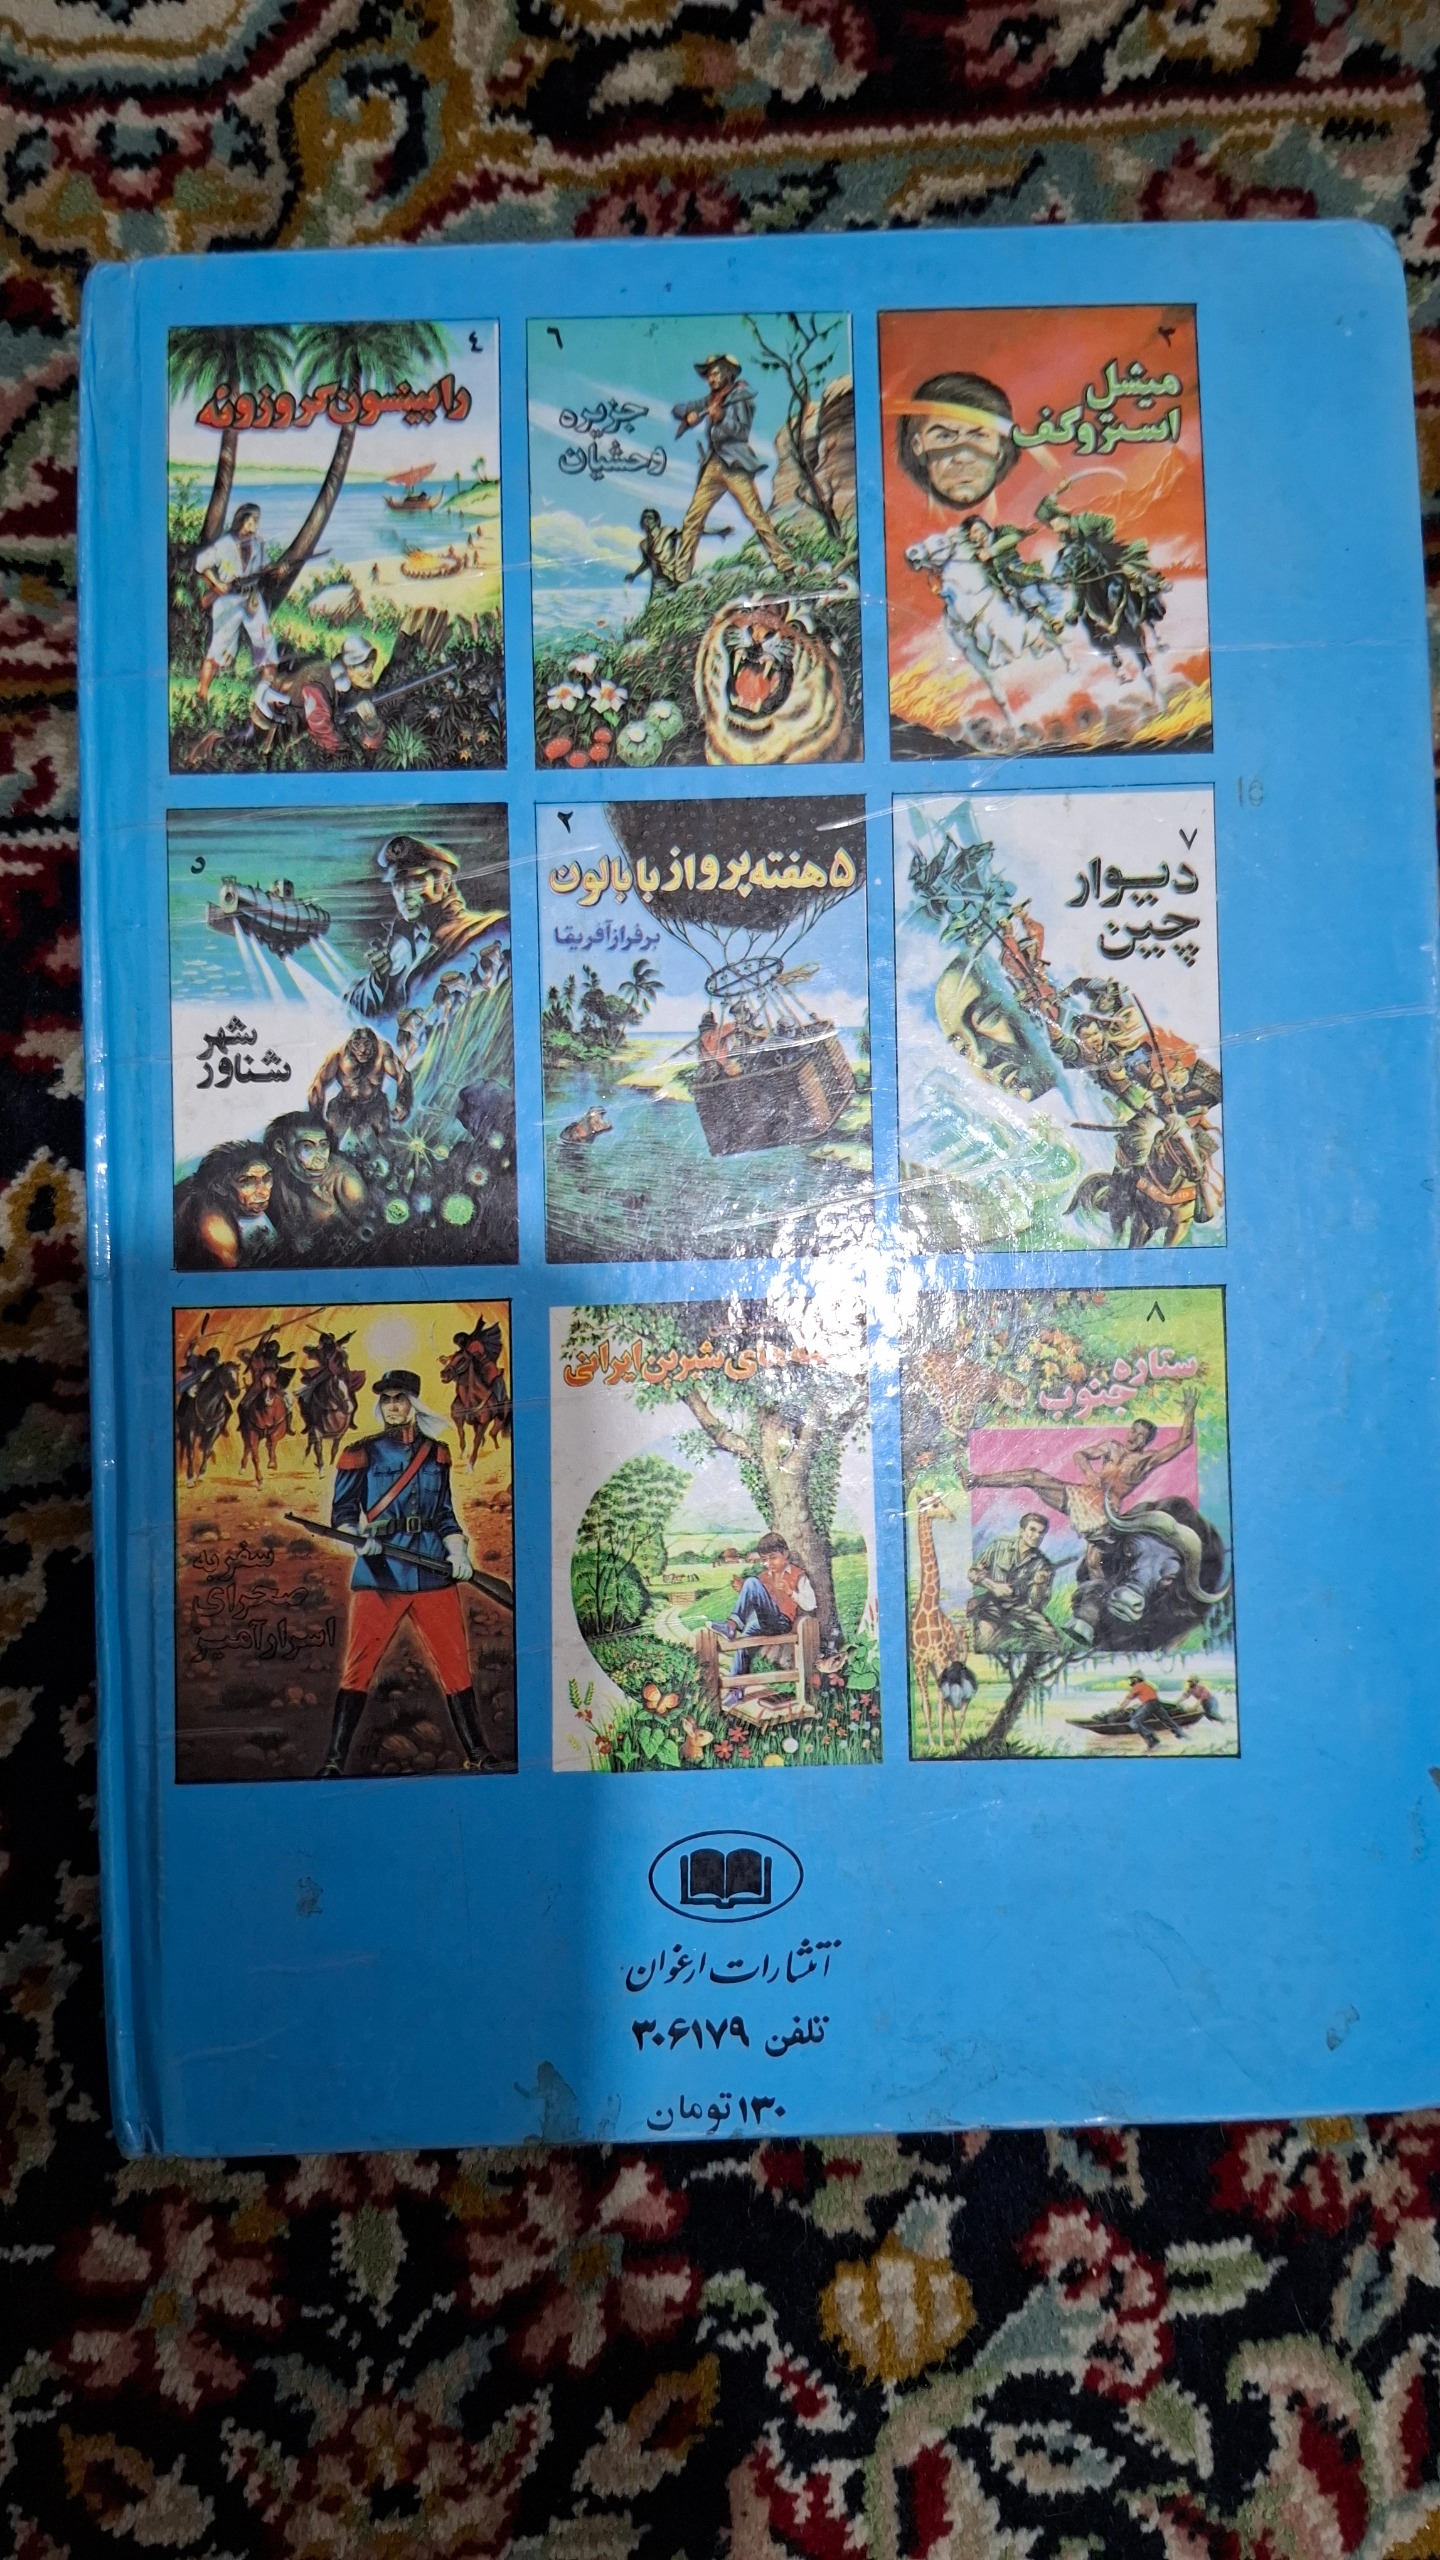 ۳
میشل
استروگف
۶
جزیره
وحشیان
۴
رابینسون کروزوئه
۷
دیوار
چین
۲
۵ هفته پرواز با بالون
بر فراز آفریقا
۵
شهر
شناور
۸
ستاره
جنوب
های شیرین ایرانی
سفر به
صحرای
اسرارآمیز
انتشارات ارغوان
تلفن ۳۰۶۱۷۹
۱۳۰ تومان